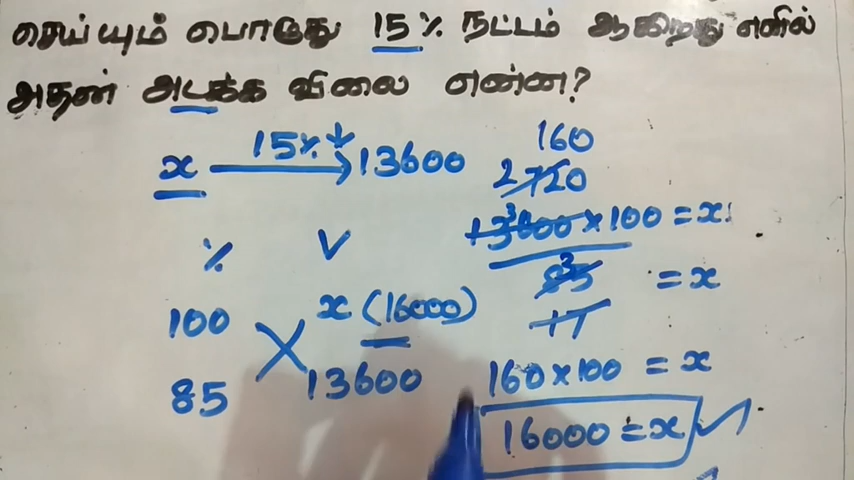 செய்யும் பொழுது 15% நட்டம் ஆகிறது எனில்
அதன் அடக்க விலை என்ன?
x 15%↓ → 13600
160
2720
13600 × 100 = x
85 = x
17
% V
100 x (16000)
85 13600
160 × 100 = x
16000 = x ✓